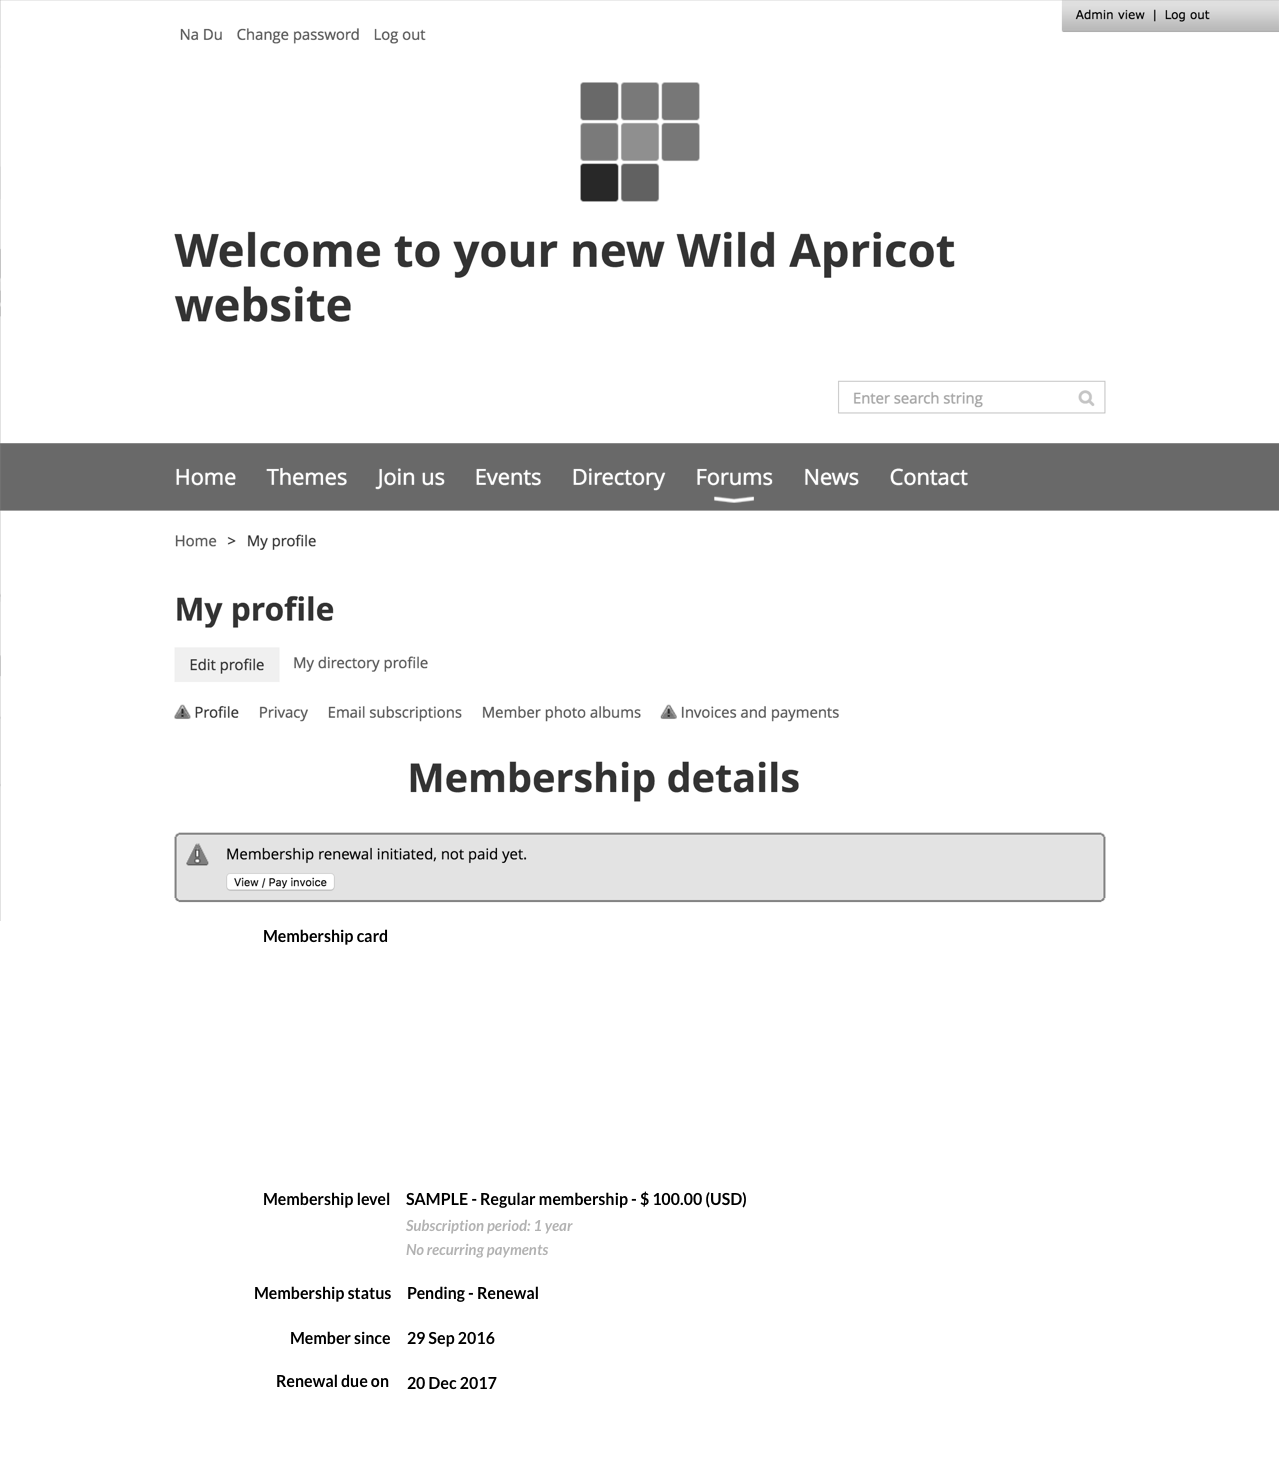 Admin view | Log out
Na Du Change password Log out
Welcome to your new Wild Apricot
website
Enter search string
Home Themes Join us Events Directory Forums News Contact
Home > My profile
My profile
Edit profile My directory profile
Profile Privacy Email subscriptions Member photo albums Invoices and payments
Membership details
Membership renewal initiated, not paid yet.
View / Pay invoice
Membership card
Membership level SAMPLE - Regular membership - $ 100.00 (USD)
Subscription period: 1 year
No recurring payments
Membership status Pending - Renewal
Member since 29 Sep 2016
Renewal due on 20 Dec 2017